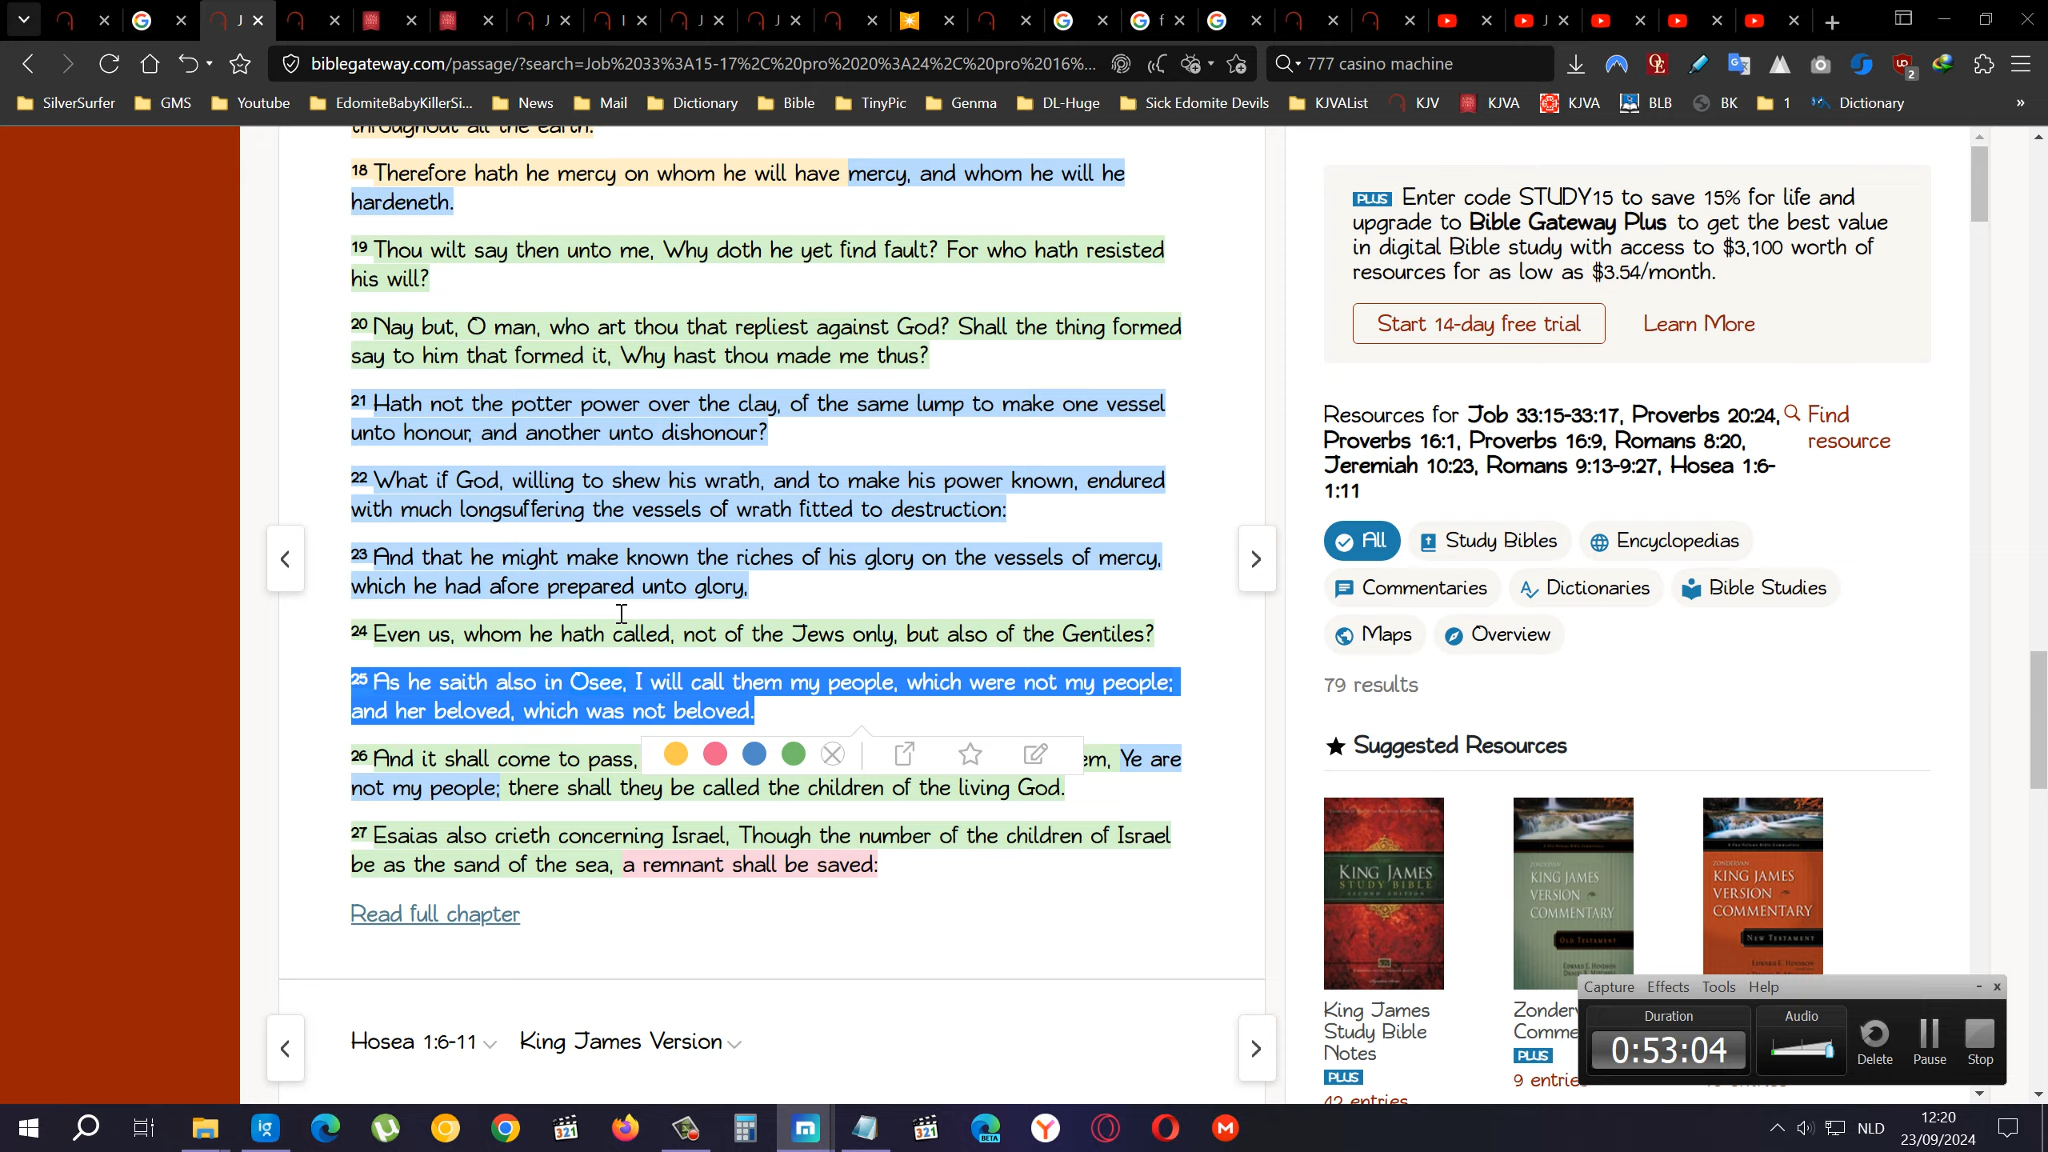 J
J
I
J
J
f
J
biblegateway.com/passage/?search=Job%2033%3A15-17%2C%20pro%2020%3A24%2C%20pro%2016%...
777 casino machine
2
SilverSurfer
GMS
Youtube
EdomiteBabyKillerSi...
News
Mail
Dictionary
Bible
TinyPic
Genma
DL-Huge
Sick Edomite Devils
KJVAList
KJV
KJVA
KJVA
BLB
BK
1
Dictionary
»
throughout all the earth.
18 Therefore hath he mercy on whom he will have mercy, and whom he will he
hardeneth.
19 Thou wilt say then unto me, Why doth he yet find fault? For who hath resisted
his will?
20 Nay but, O man, who art thou that repliest against God? Shall the thing formed
say to him that formed it, Why hast thou made me thus?
21 Hath not the potter power over the clay, of the same lump to make one vessel
unto honour, and another unto dishonour?
22 What if God, willing to shew his wrath, and to make his power known, endured
with much longsuffering the vessels of wrath fitted to destruction:
23 And that he might make known the riches of his glory on the vessels of mercy,
which he had afore prepared unto glory,
24 Even us, whom he hath called, not of the Jews only, but also of the Gentiles?
25 As he saith also in Osee, I will call them my people, which were not my people;
and her beloved, which was not beloved.
26 And it shall come to pass, em, Ye are
not my people; there shall they be called the children of the living God.
27 Esaias also crieth concerning Israel, Though the number of the children of Israel
be as the sand of the sea, a remnant shall be saved:
Read full chapter
Hosea 1:6-11
King James Version
PLUS Enter code STUDY15 to save 15% for life and
upgrade to Bible Gateway Plus to get the best value
in digital Bible study with access to $3,100 worth of
resources for as low as $3.54/month.
Start 14-day free trial
Learn More
Resources for Job 33:15-33:17, Proverbs 20:24,
Proverbs 16:1, Proverbs 16:9, Romans 8:20,
Jeremiah 10:23, Romans 9:13-9:27, Hosea 1:6-
1:11
Find
resource
All
Study Bibles
Encyclopedias
Commentaries
Dictionaries
Bible Studies
Maps
Overview
79 results
Suggested Resources
KING JAMES
STUDY BIBLE
KING JAMES
VERSION
COMMENTARY
OLD TESTAMENT
KING JAMES
VERSION
COMMENTARY
NEW TESTAMENT
King James
Study Bible
Notes
PLUS
42 entries
Zonder
Comme
PLUS
9 entrie
Capture
Effects
Tools
Help
Duration
0:53:04
Audio
Delete
Pause
Stop
NLD
12:20
23/09/2024